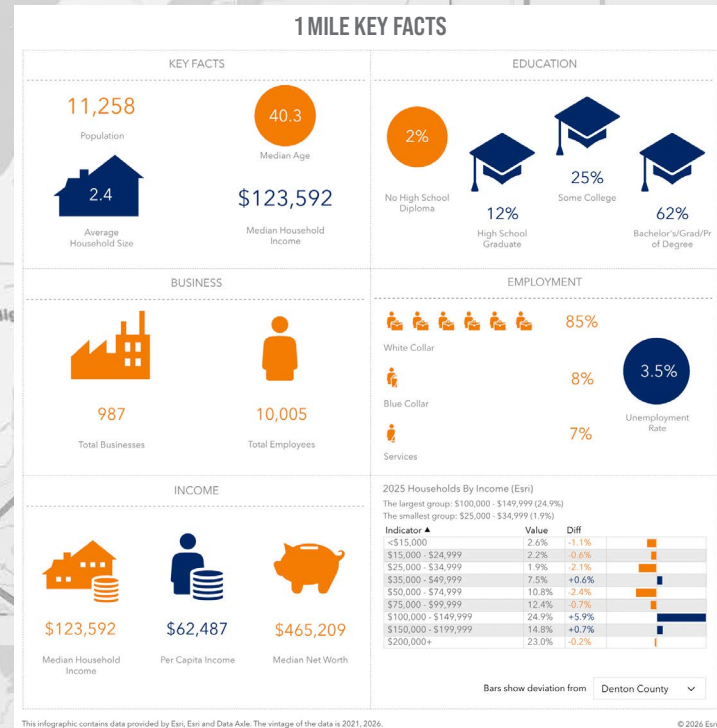 1 MILE KEY FACTS
KEY FACTS
11,258
Population
40.3
Median Age
2.4
Average
Household Size
$123,592
Median Household
Income
EDUCATION
2%
No High School
Diploma
12%
High School
Graduate
25%
Some College
62%
Bachelor's/Grad/Pr
of Degree
BUSINESS
987
Total Businesses
10,005
Total Employees
EMPLOYMENT
85%
White Collar
8%
Blue Collar
7%
Services
3.5%
Unemployment
Rate
INCOME
$123,592
Median Household
Income
$62,487
Per Capita Income
$465,209
Median Net Worth
2025 Households By Income (Esri)
The largest group: $100,000 - $149,999 (24.9%)
The smallest group: $25,000 - $34,999 (1.9%)
Indicator ▲ Value Diff
<$15,000 2.6% -1.1%
$15,000 - $24,999 2.2% -0.6%
$25,000 - $34,999 1.9% -2.1%
$35,000 - $49,999 7.5% +0.6%
$50,000 - $74,999 10.8% -2.4%
$75,000 - $99,999 12.4% -0.7%
$100,000 - $149,999 24.9% +5.9%
$150,000 - $199,999 14.8% +0.7%
$200,000+ 23.0% -0.2%
Bars show deviation from Denton County
This infographic contains data provided by Esri, Esri and Data Axle. The vintage of the data is 2021, 2026.
© 2026 Esri